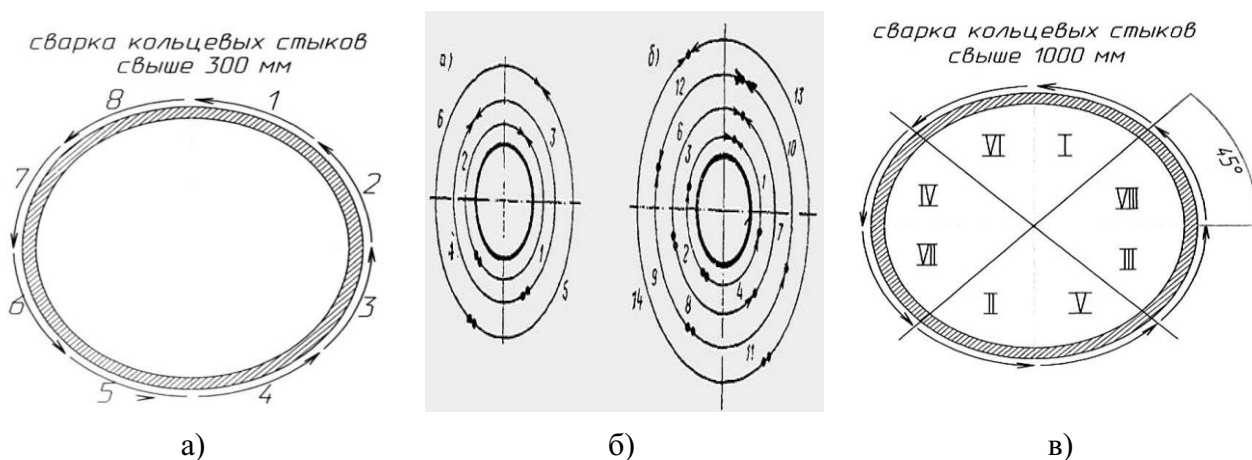 сварка кольцевых стыков
свыше 300 мм
8 1
7 2
6 3
5 4
а)
6 3
2
4 1
5
б)
12 13
6 10
3 1
7
2 4
9 8
14 11
сварка кольцевых стыков
свыше 1000 мм
45°
VI I
IV VIII
VII III
II V
а) б) в)